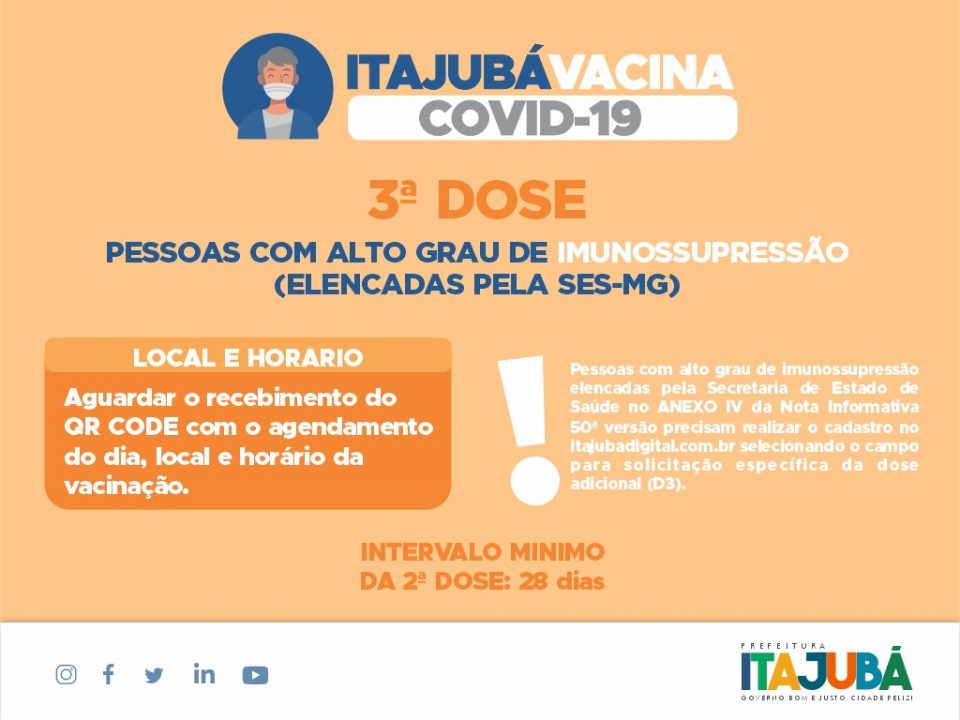 ITAJUBÁVACINA
COVID-19
3ª DOSE
PESSOAS COM ALTO GRAU DE IMUNOSSUPRESSÃO
(ELENCADAS PELA SES-MG)
LOCAL E HORÁRIO
Aguardar o recebimento do
QR CODE com o agendamento
do dia, local e horário da
vacinação.
!
Pessoas com alto grau de imunossupressão
elencadas pela Secretaria de Estado de
Saúde no ANEXO IV da Nota Informativa
50ª versão precisam realizar o cadastro no
itajubadigital.com.br selecionando o campo
para solicitação específica da dose
adicional (D3).
INTERVALO MÍNIMO
DA 2ª DOSE: 28 dias
PREFEITURA
ITAJUBÁ
GOVERNO BOM E JUSTO, CIDADE FELIZ!